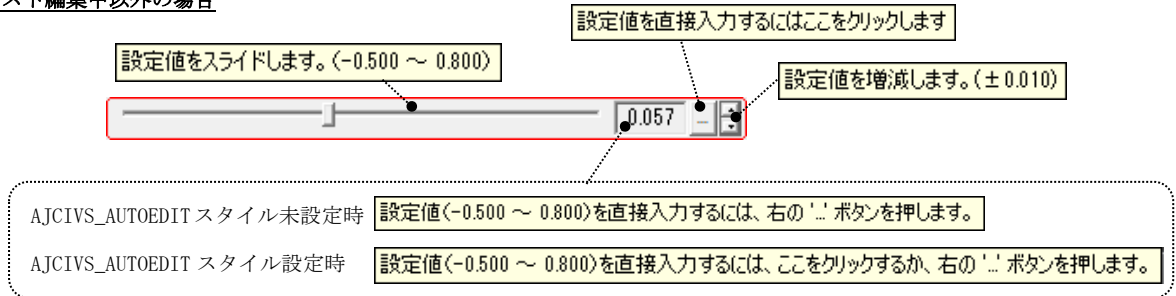 スト編集中以外の場合
設定値を直接入力するにはここをクリックします
設定値をスライドします。(-0.500 ～ 0.800)
設定値を増減します。(±0.010)
0.057
AJCIVS_AUTOEDIT スタイル未設定時 設定値(-0.500 ～ 0.800)を直接入力するには、右の '...' ボタンを押します。
AJCIVS_AUTOEDIT スタイル設定時 設定値(-0.500 ～ 0.800)を直接入力するには、ここをクリックするか、右の '...' ボタンを押します。